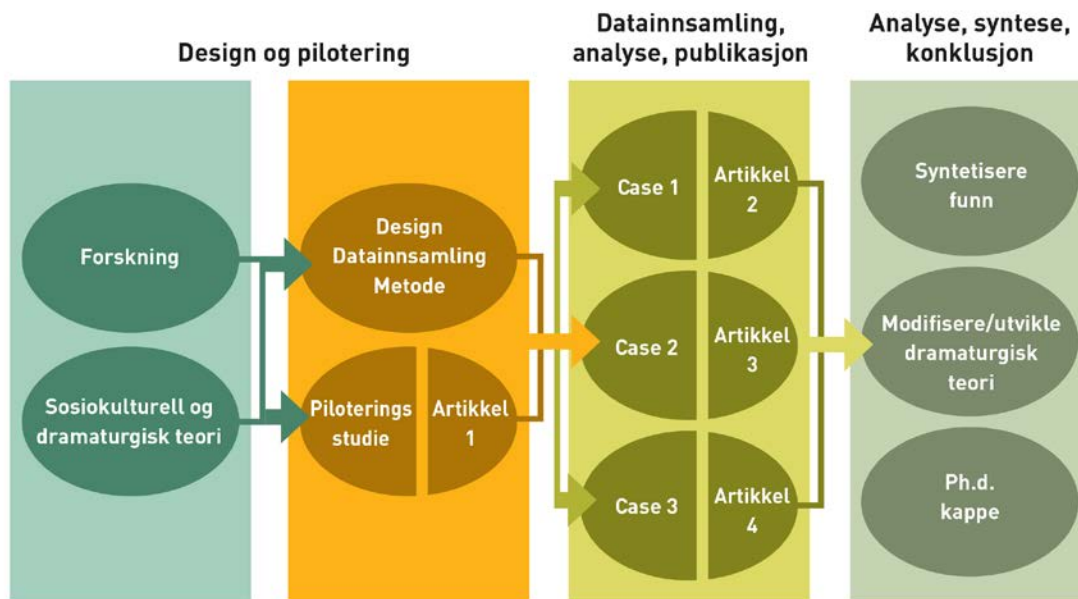 Design og pilotering
Datainnsamling,
analyse, publikasjon
Analyse, syntese,
konklusjon
Forskning
Sosiokulturell og
dramaturgisk teori
Design
Datainnsamling
Metode
Piloterings
studie
Artikkel
1
Case 1
Artikkel
2
Case 2
Artikkel
3
Case 3
Artikkel
4
Syntetisere
funn
Modifisere/utvikle
dramaturgisk
teori
Ph.d.
kappe